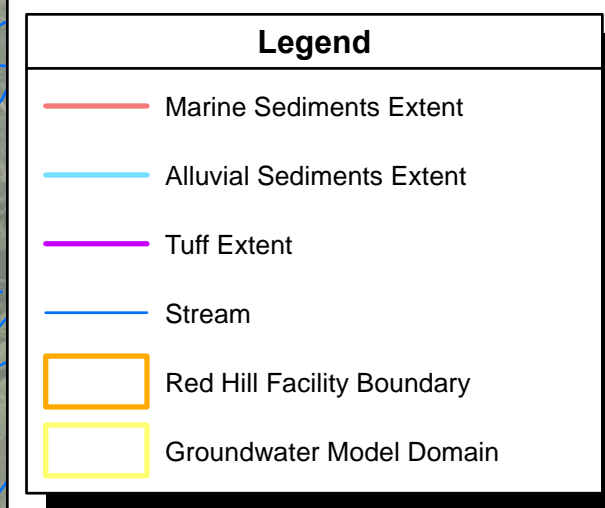 Legend
Marine Sediments Extent
Alluvial Sediments Extent
Tuff Extent
Stream
Red Hill Facility Boundary
Groundwater Model Domain